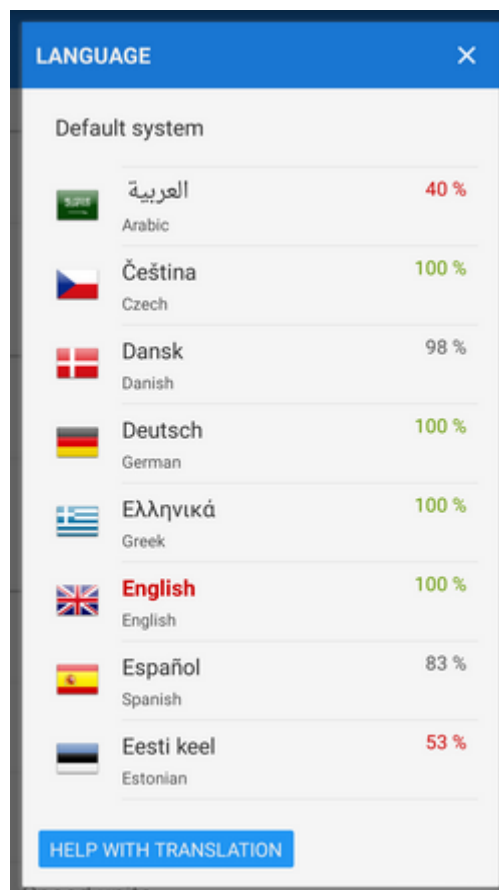 LANGUAGE ×
Default system
العربية 40 %
Arabic
Čeština 100 %
Czech
Dansk 98 %
Danish
Deutsch 100 %
German
Ελληνικά 100 %
Greek
English 100 %
English
Español 83 %
Spanish
Eesti keel 53 %
Estonian
HELP WITH TRANSLATION